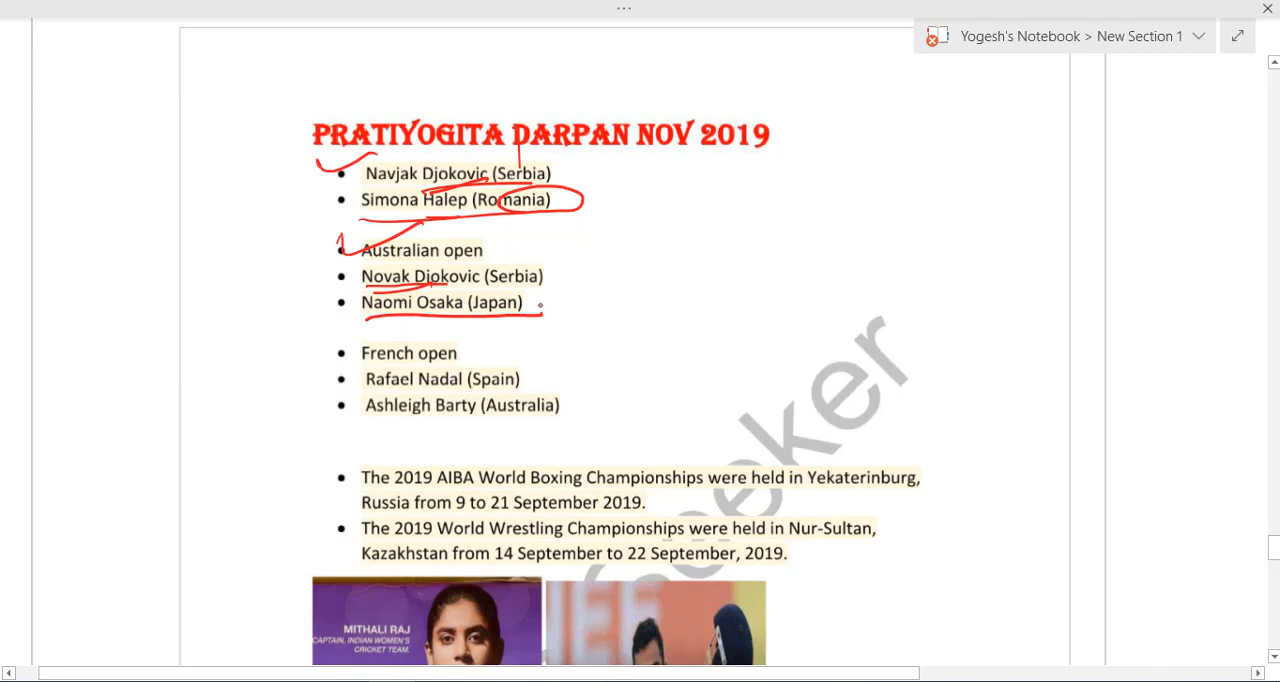 Yogesh's Notebook > New Section 1
PRATIYOGITA DARPAN NOV 2019
• Navjak Djokovic (Serbia)
• Simona Halep (Romania)
• Australian open
• Novak Djokovic (Serbia)
• Naomi Osaka (Japan)
• French open
• Rafael Nadal (Spain)
• Ashleigh Barty (Australia)
• The 2019 AIBA World Boxing Championships were held in Yekaterinburg,
Russia from 9 to 21 September 2019.
• The 2019 World Wrestling Championships were held in Nur-Sultan,
Kazakhstan from 14 September to 22 September, 2019.
MITHALI RAJ
CAPTAIN, INDIAN WOMEN'S
CRICKET TEAM.